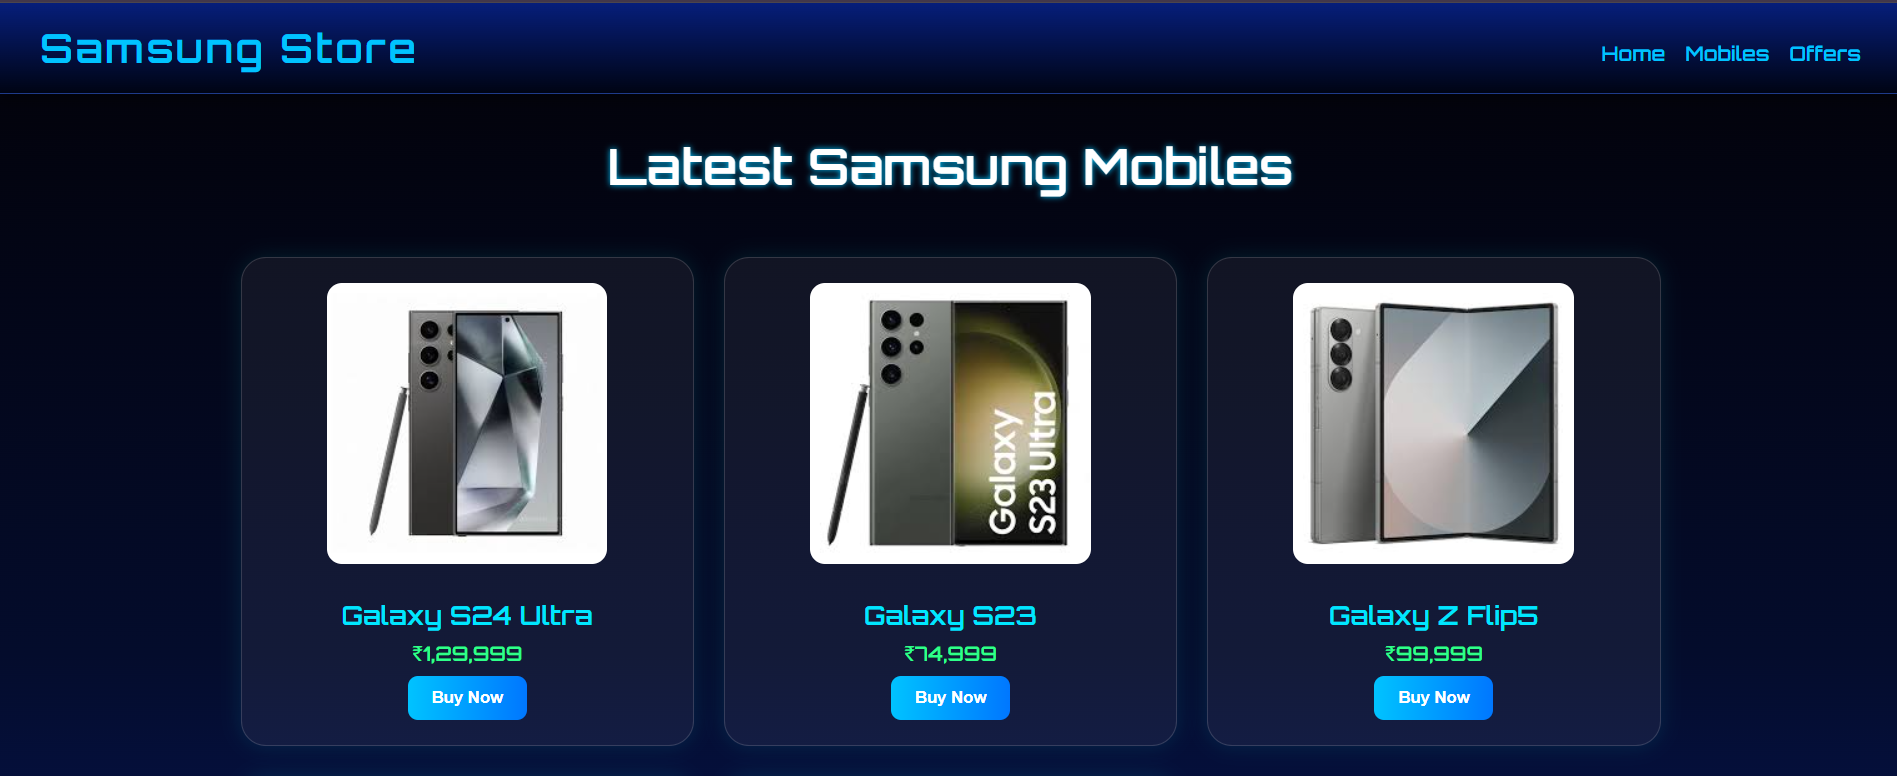 Samsung Store
Home Mobiles Offers
Latest Samsung Mobiles
Galaxy
S23 Ultra
Galaxy S24 Ultra
₹1,29,999
Buy Now
Galaxy S23
₹74,999
Buy Now
Galaxy Z Flip5
₹99,999
Buy Now